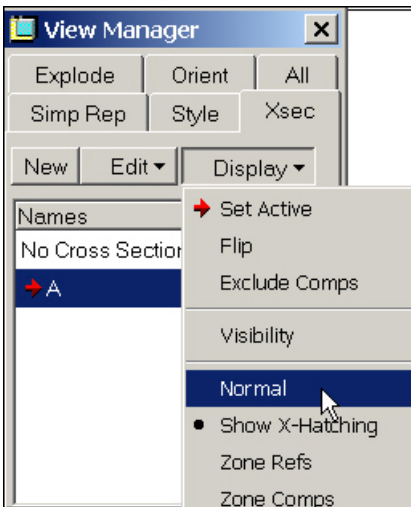 View Manager
Explode Orient All
Simp Rep Style Xsec
New Edit Display
Names
Set Active
No Cross Section
Flip
A
Exclude Comps
Visibility
Normal
Show X-Hatching
Zone Refs
Zone Comps